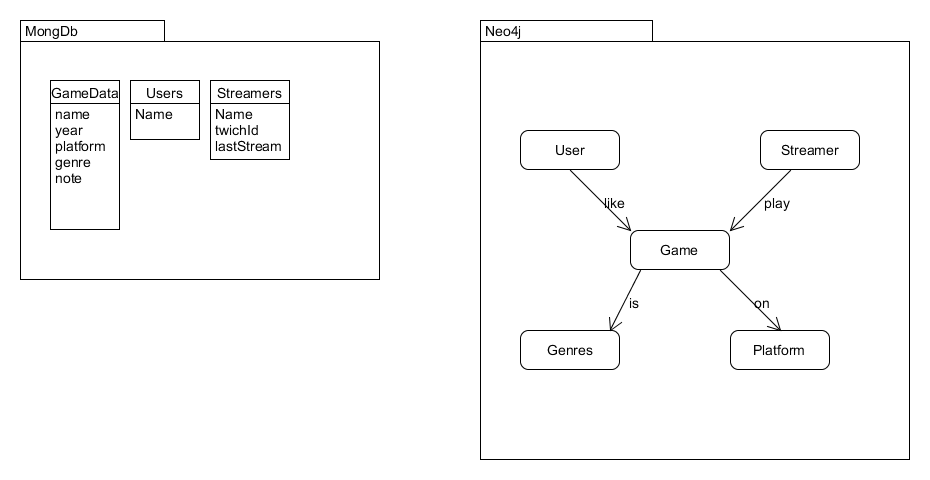 MongDb
GameData
name
year
platform
genre
note
Users
Name
Streamers
Name
twichId
lastStream
Neo4j
User
Streamer
like
play
Game
is
on
Genres
Platform